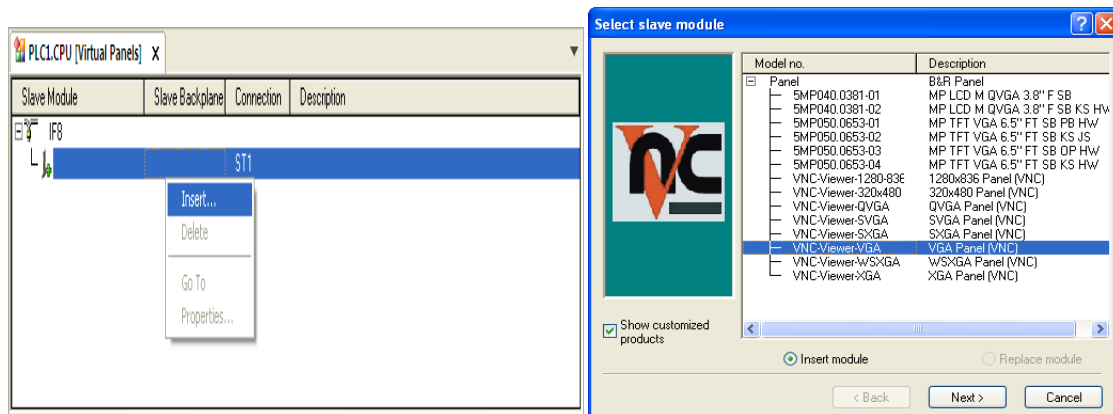 PLC1.CPU [Virtual Panels] X
Slave Module Slave Backplane Connection Description
IF8
ST1
Insert...
Delete
Go To
Properties...
Select slave module
VNC
Model no. Description
Panel B&R Panel
5MP040.0381-01 MP LCD M QVGA 3.8" F SB
5MP040.0381-02 MP LCD M QVGA 3.8" F SB KS HW
5MP050.0653-01 MP TFT VGA 6.5" FT SB PB HW
5MP050.0653-02 MP TFT VGA 6.5" FT SB KS JS
5MP050.0653-03 MP TFT VGA 6.5" FT SB OP HW
5MP050.0653-04 MP TFT VGA 6.5" FT SB KS HW
VNC-Viewer-1280-836 1280x836 Panel (VNC)
VNC-Viewer-320x480 320x480 Panel (VNC)
VNC-Viewer-QVGA QVGA Panel (VNC)
VNC-Viewer-SVGA SVGA Panel (VNC)
VNC-Viewer-SXGA SXGA Panel (VNC)
VNC-Viewer-VGA VGA Panel (VNC)
VNC-Viewer-WSXGA WSXGA Panel (VNC)
VNC-Viewer-XGA XGA Panel (VNC)
Show customized
products
Insert module Replace module
< Back Next > Cancel